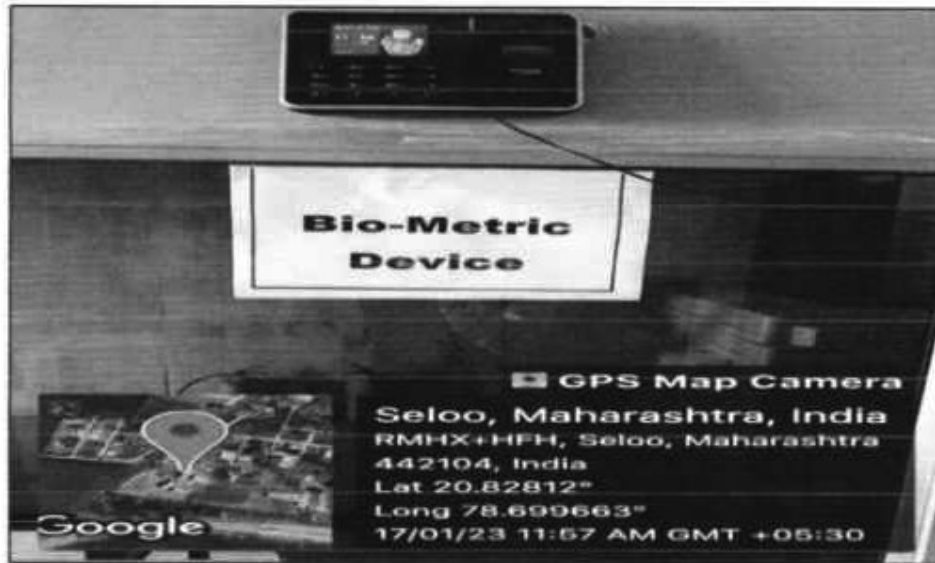 Bio-Metric
Device
GPS Map Camera
Seloo, Maharashtra, India
RMHX+HFH, Seloo, Maharashtra
442104, India
Lat 20.82812°
Long 78.699663°
17/01/23 11:57 AM GMT +05:30
Google